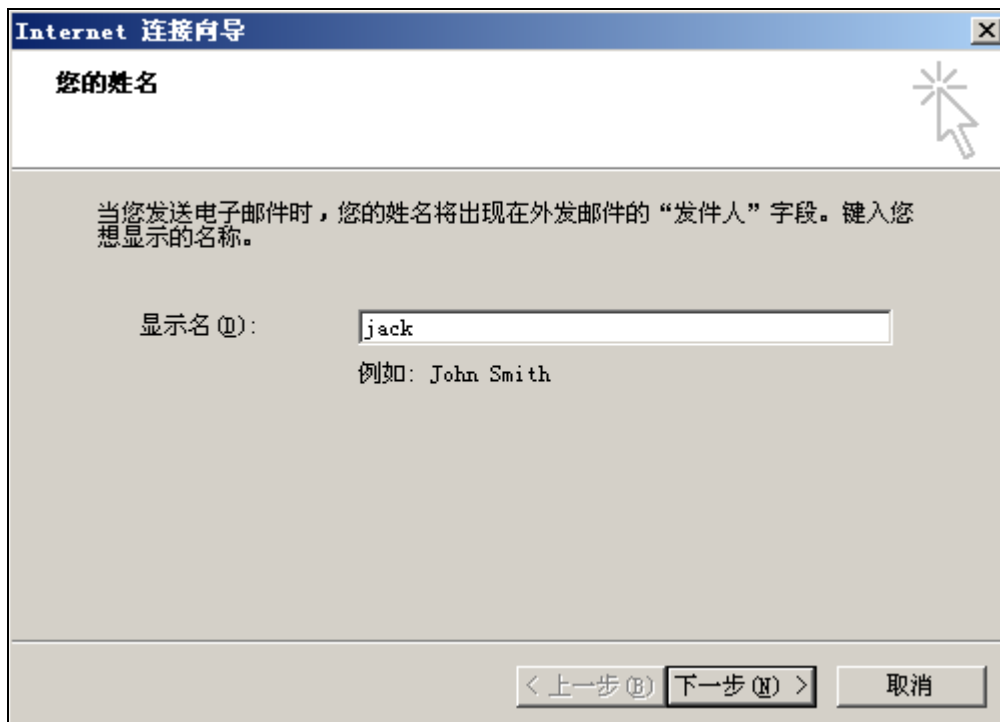 Internet 连接向导
您的姓名
当您发送电子邮件时，您的姓名将出现在外发邮件的“发件人”字段。键入您
想显示的名称。
显示名(D)：
jack
例如: John Smith
< 上一步(B)
下一步(N) >
取消